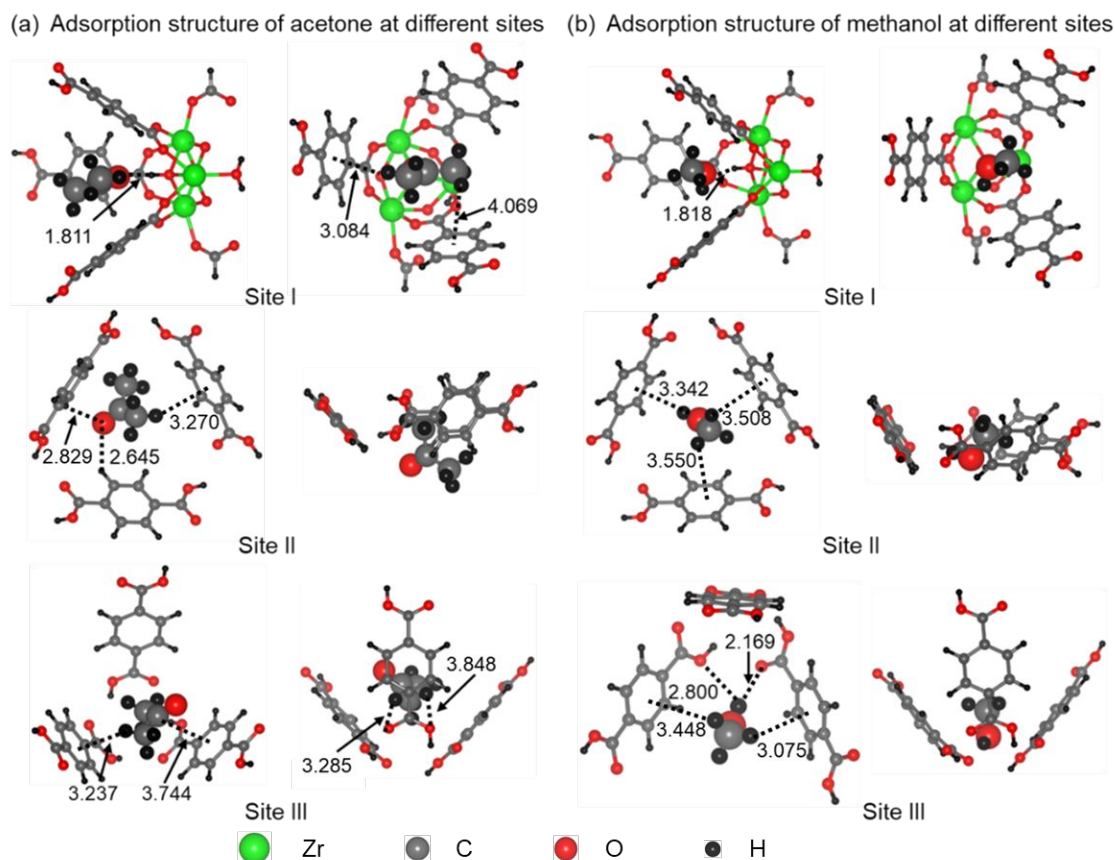 (a) Adsorption structure of acetone at different sites
(b) Adsorption structure of methanol at different sites
1.811
3.084
4.069
Site I
1.818
Site I
2.829
2.645
3.270
Site II
3.342
3.508
3.550
Site II
3.237
3.744
3.285
3.848
Site III
2.169
2.800
3.448
3.075
Site III
Zr
C
O
H